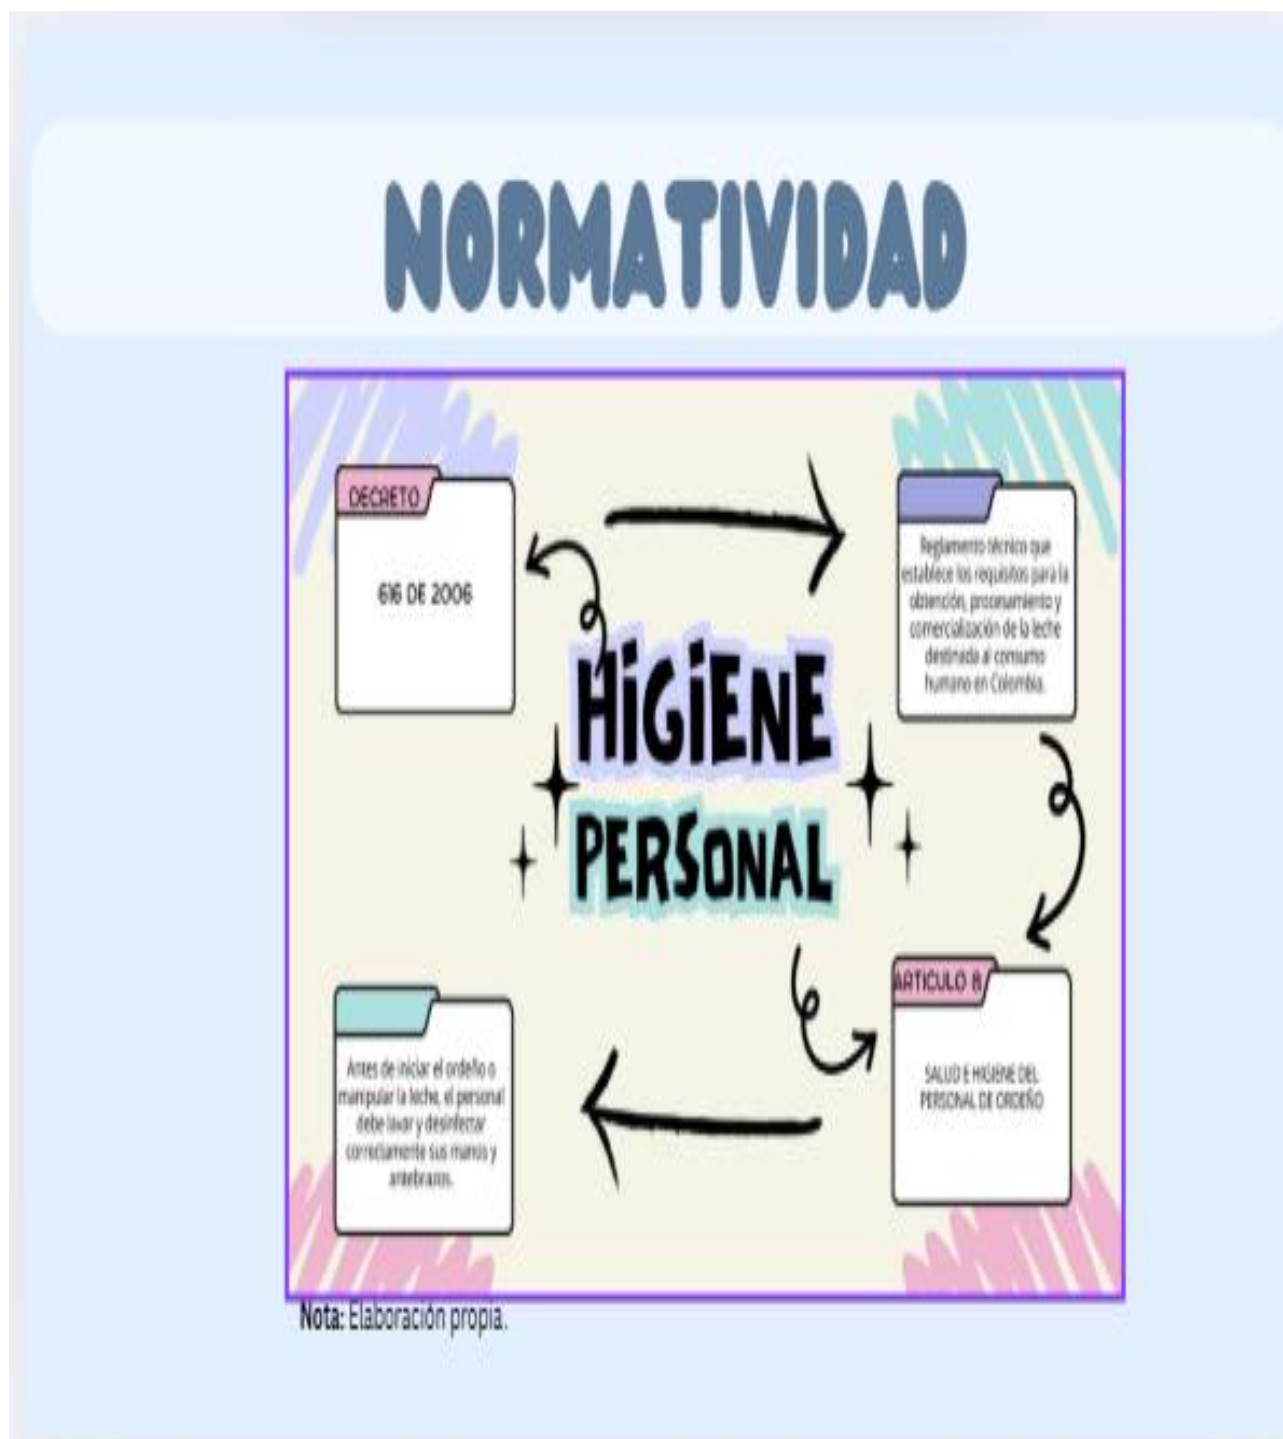 NORMATIVIDAD
DECRETO
616 DE 2006
Reglamento técnico que
establece los requisitos para la
obtención, procesamiento y
comercialización de la leche
destinada al consumo
humano en Colombia.
HiGiENE
PERSONAL
ARTICULO 8
SALUD E HIGIENE DEL
PERSONAL DE ORDEÑO
Antes de iniciar el ordeño o
manipular la leche, el personal
debe lavar y desinfectar
correctamente sus manos y
antebrazos.
Nota: Elaboración propia.